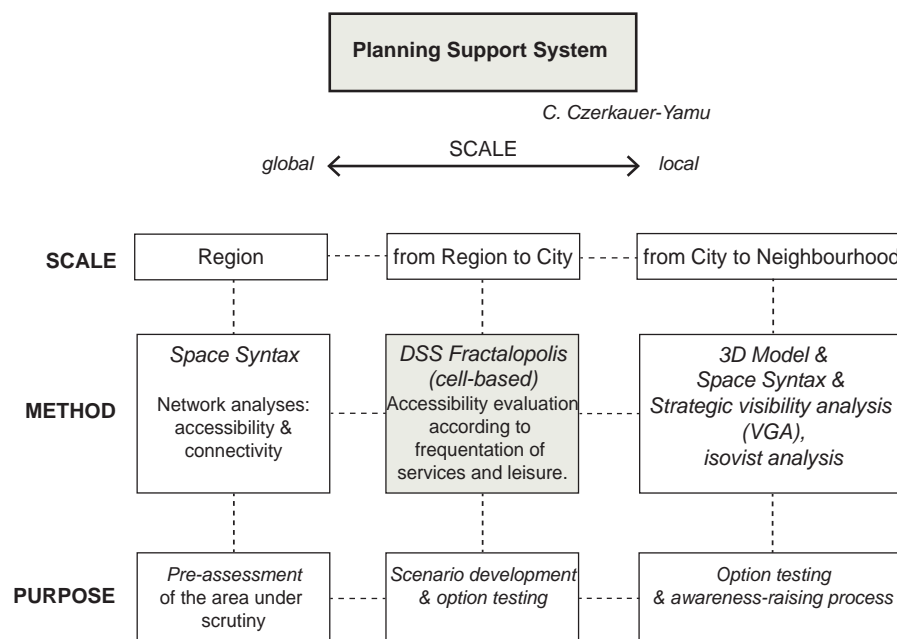 Planning Support System
C. Czerkauer-Yamu
SCALE
global
local
SCALE
Region
from Region to City
from City to Neighbourhood
METHOD
Space Syntax
Network analyses:
accessibility &
connectivity
DSS Fractalopolis
(cell-based)
Accessibility evaluation
according to
frequentation of
services and leisure.
3D Model &
Space Syntax &
Strategic visibility analysis
(VGA),
isovist analysis
PURPOSE
Pre-assessment
of the area under
scrutiny
Scenario development
& option testing
Option testing
& awareness-raising process